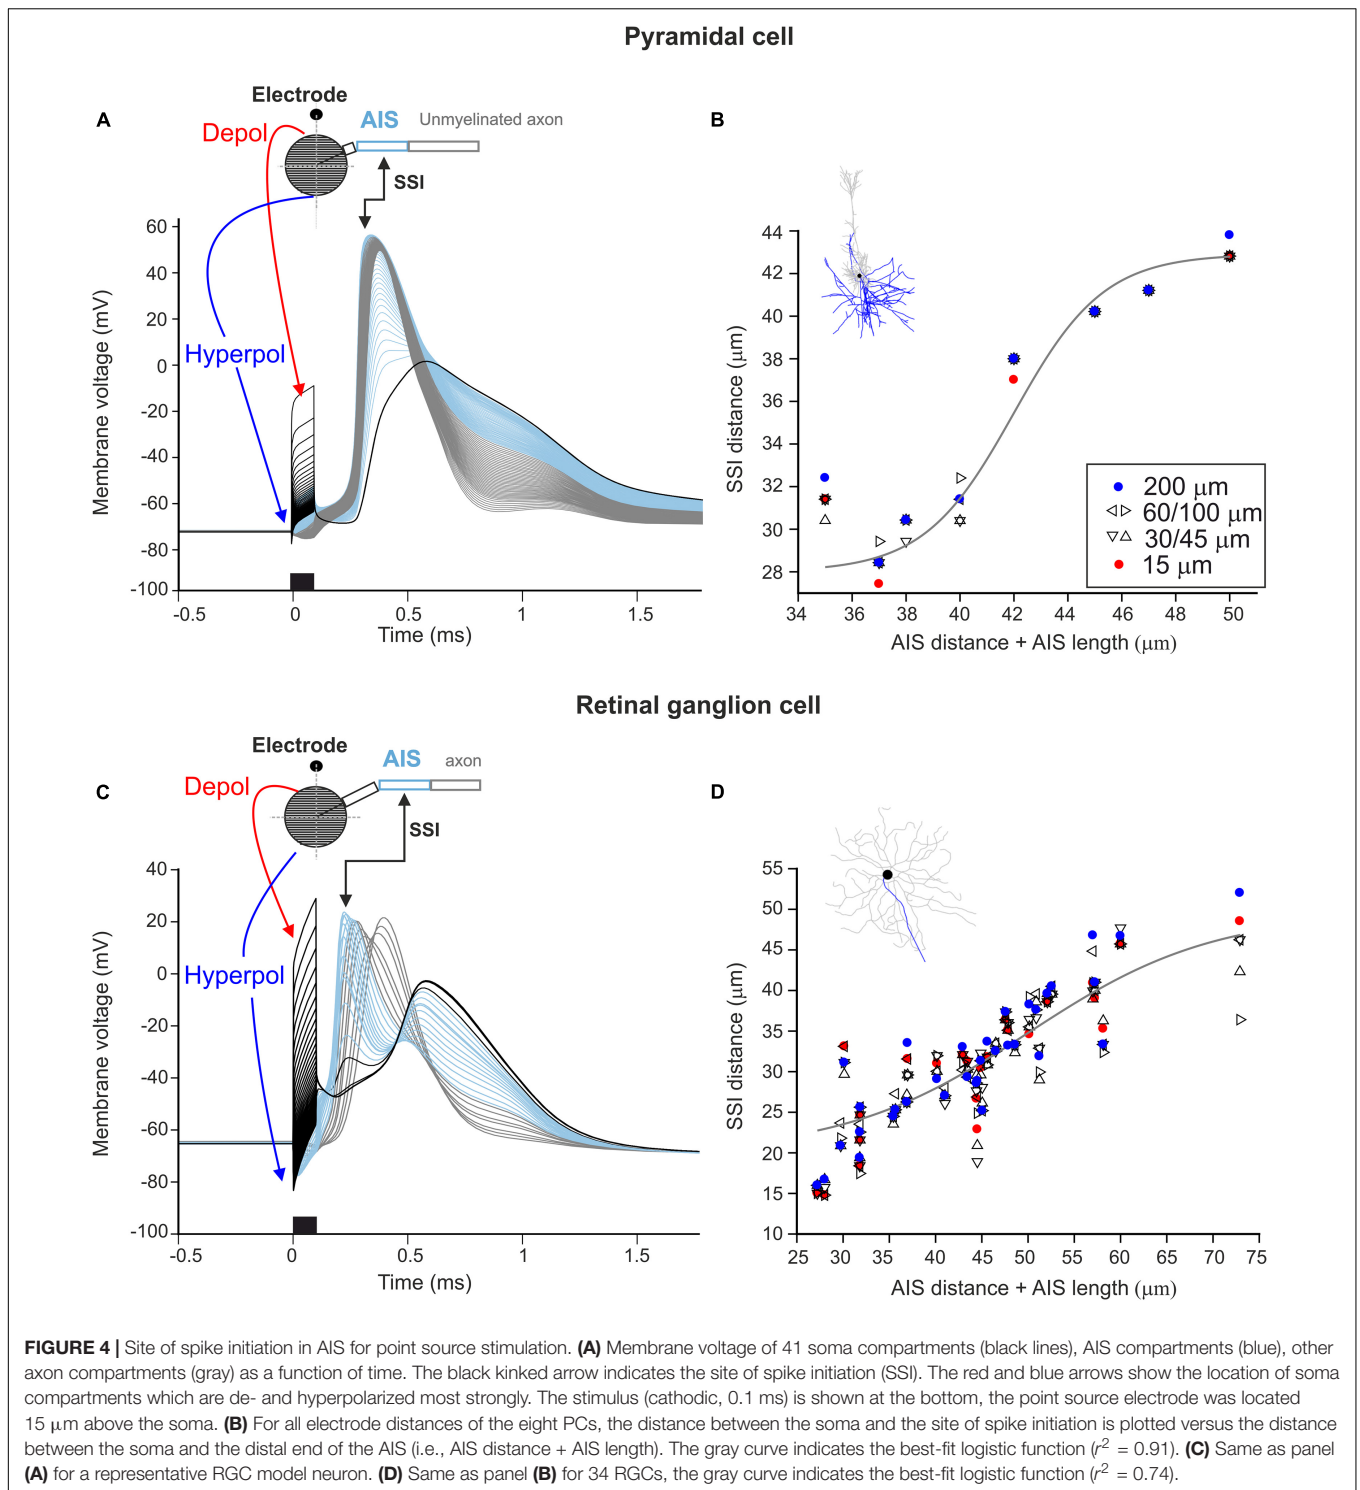 Pyramidal cell
A
Electrode
Depol
AIS
Unmyelinated axon
SSI
Hyperpol
Membrane voltage (mV)
60
40
20
0
-20
-40
-60
-80
-100
-0.5
0
0.5
1
1.5
Time (ms)
B
SSI distance (μm)
44
42
40
38
36
34
32
30
28
34
36
38
40
42
44
46
48
50
AIS distance + AIS length (μm)
200 μm
60/100 μm
30/45 μm
15 μm
Retinal ganglion cell
C
Electrode
Depol
AIS
axon
SSI
Hyperpol
Membrane voltage (mV)
40
20
0
-20
-40
-60
-80
-100
-0.5
0
0.5
1
1.5
Time (ms)
D
SSI distance (μm)
55
50
45
40
35
30
25
20
15
10
25
30
35
40
45
50
55
60
65
70
75
AIS distance + AIS length (μm)
FIGURE 4 | Site of spike initiation in AIS for point source stimulation. (A) Membrane voltage of 41 soma compartments (black lines), AIS compartments (blue), other
axon compartments (gray) as a function of time. The black kinked arrow indicates the site of spike initiation (SSI). The red and blue arrows show the location of soma
compartments which are de- and hyperpolarized most strongly. The stimulus (cathodic, 0.1 ms) is shown at the bottom, the point source electrode was located
15 μm above the soma. (B) For all electrode distances of the eight PCs, the distance between the soma and the site of spike initiation is plotted versus the distance
between the soma and the distal end of the AIS (i.e., AIS distance + AIS length). The gray curve indicates the best-fit logistic function (r² = 0.91). (C) Same as panel
(A) for a representative RGC model neuron. (D) Same as panel (B) for 34 RGCs, the gray curve indicates the best-fit logistic function (r² = 0.74).